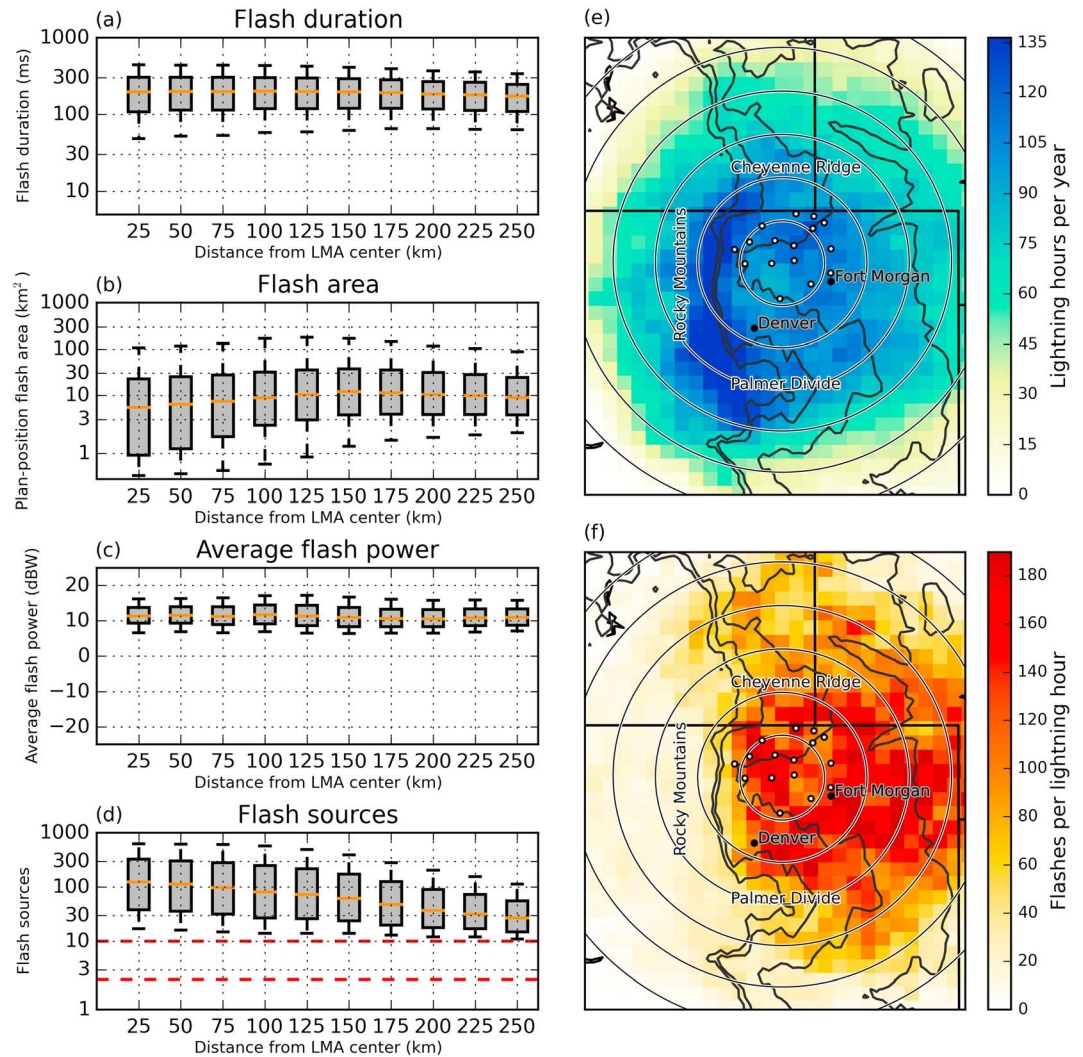 (a)
Flash duration
Flash duration (ms)
1000
300
100
30
10
25 50 75 100 125 150 175 200 225 250
Distance from LMA center (km)
(b)
Flash area
Plan-position flash area (km²)
1000
300
100
30
10
3
1
25 50 75 100 125 150 175 200 225 250
Distance from LMA center (km)
(c)
Average flash power
Average flash power (dBW)
20
10
0
−10
−20
25 50 75 100 125 150 175 200 225 250
Distance from LMA center (km)
(d)
Flash sources
Flash sources
1000
300
100
30
10
3
1
25 50 75 100 125 150 175 200 225 250
Distance from LMA center (km)
(e)
Cheyenne Ridge
Rocky Mountains
Fort Morgan
Denver
Palmer Divide
135
120
105
90
75
60
45
30
15
0
Lightning hours per year
(f)
Cheyenne Ridge
Rocky Mountains
Fort Morgan
Denver
Palmer Divide
180
160
140
120
100
80
60
40
20
0
Flashes per lightning hour